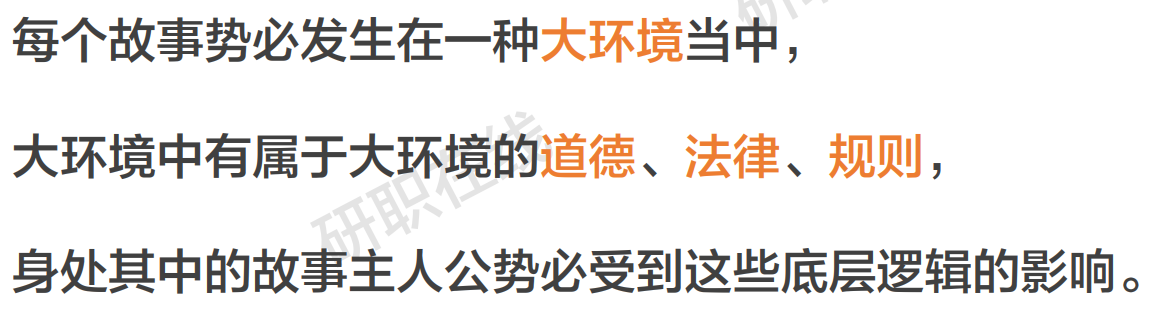 每个故事势必发生在一种大环境当中，
大环境中有属于大环境的道德、法律、规则，
身处其中的故事主人公势必受到这些底层逻辑的影响。
研职在线